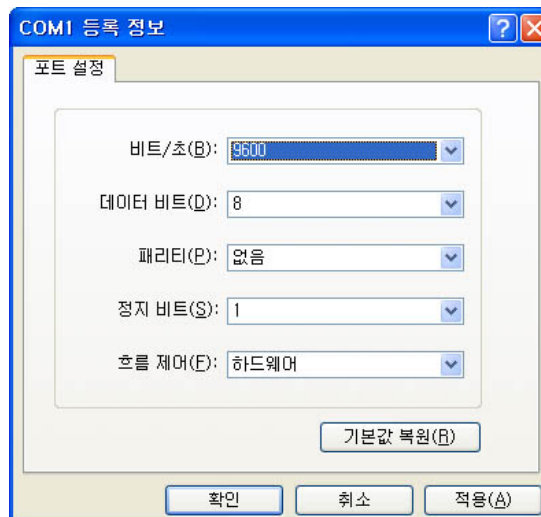 COM1 등록 정보
포트 설정
비트/초(B): 9600
데이터 비트(D): 8
패리티(P): 없음
정지 비트(S): 1
흐름 제어(F): 하드웨어
기본값 복원(R)
확인 취소 적용(A)